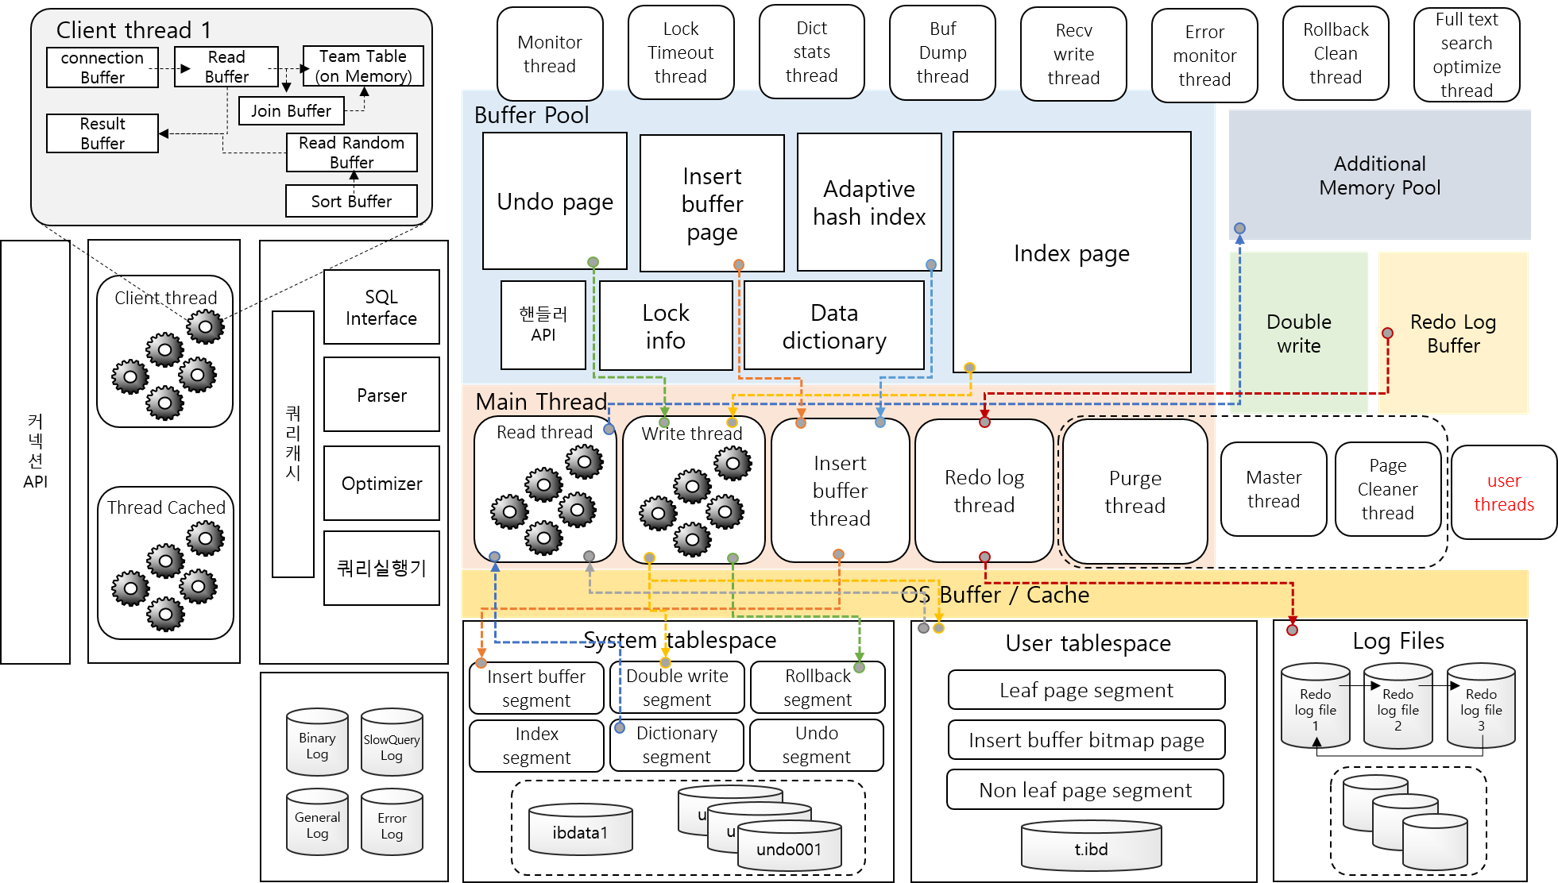 Client thread 1
connection
Buffer
Read
Buffer
Team Table
(on Memory)
Join Buffer
Result
Buffer
Read Random
Buffer
Sort Buffer
Monitor
thread
Lock
Timeout
thread
Dict
stats
thread
Buf
Dump
thread
Recv
write
thread
Error
monitor
thread
Rollback
Clean
thread
Full text
search
optimize
thread
Buffer Pool
Undo page
Insert
buffer
page
Adaptive
hash index
Index page
핸들러
API
Lock
info
Data
dictionary
Additional
Memory Pool
Double
write
Redo Log
Buffer
커
넥
션
API
Client thread
Thread Cached
쿼
리
캐
시
SQL
Interface
Parser
Optimizer
쿼리실행기
Main Thread
Read thread
Write thread
Insert
buffer
thread
Redo log
thread
Purge
thread
Master
thread
Page
Cleaner
thread
user
threads
OS Buffer / Cache
System tablespace
Insert buffer
segment
Double write
segment
Rollback
segment
Index
segment
Dictionary
segment
Undo
segment
ibdata1
u
u
undo001
User tablespace
Leaf page segment
Insert buffer bitmap page
Non leaf page segment
t.ibd
Log Files
Redo
log file
1
Redo
log file
2
Redo
log file
3
Binary
Log
SlowQuery
Log
General
Log
Error
Log